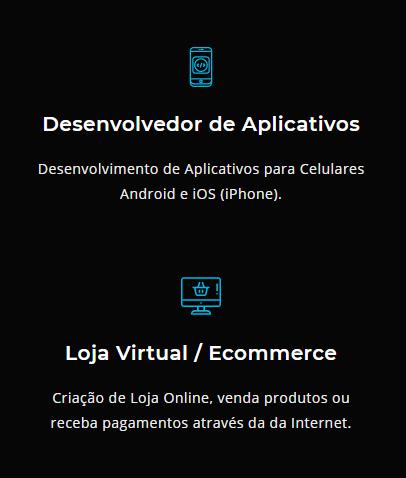 Desenvolvedor de Aplicativos
Desenvolvimento de Aplicativos para Celulares
Android e iOS (iPhone).
Loja Virtual / Ecommerce
Criação de Loja Online, venda produtos ou
receba pagamentos através da da Internet.